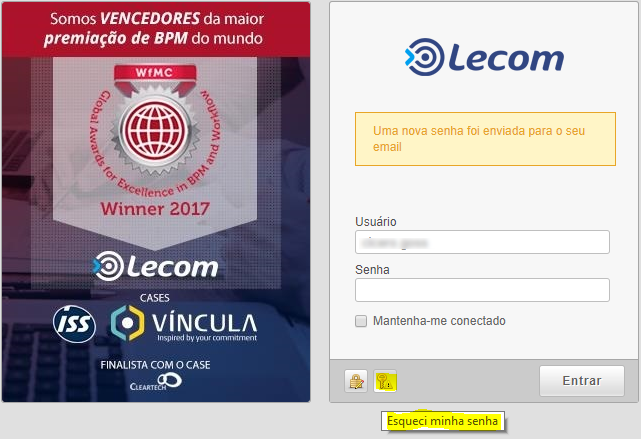 Somos VENCEDORES da maior
premiação de BPM do mundo
WfMC
Global Awards for Excellence in BPM and Workflow
Winner 2017
Lecom
CASES
iss
VÍNCULA
Inspired by your commitment
FINALISTA COM O CASE
CLEARTECH
Lecom
Uma nova senha foi enviada para o seu
email
Usuário
Senha
Mantenha-me conectado
Entrar
Esqueci minha senha